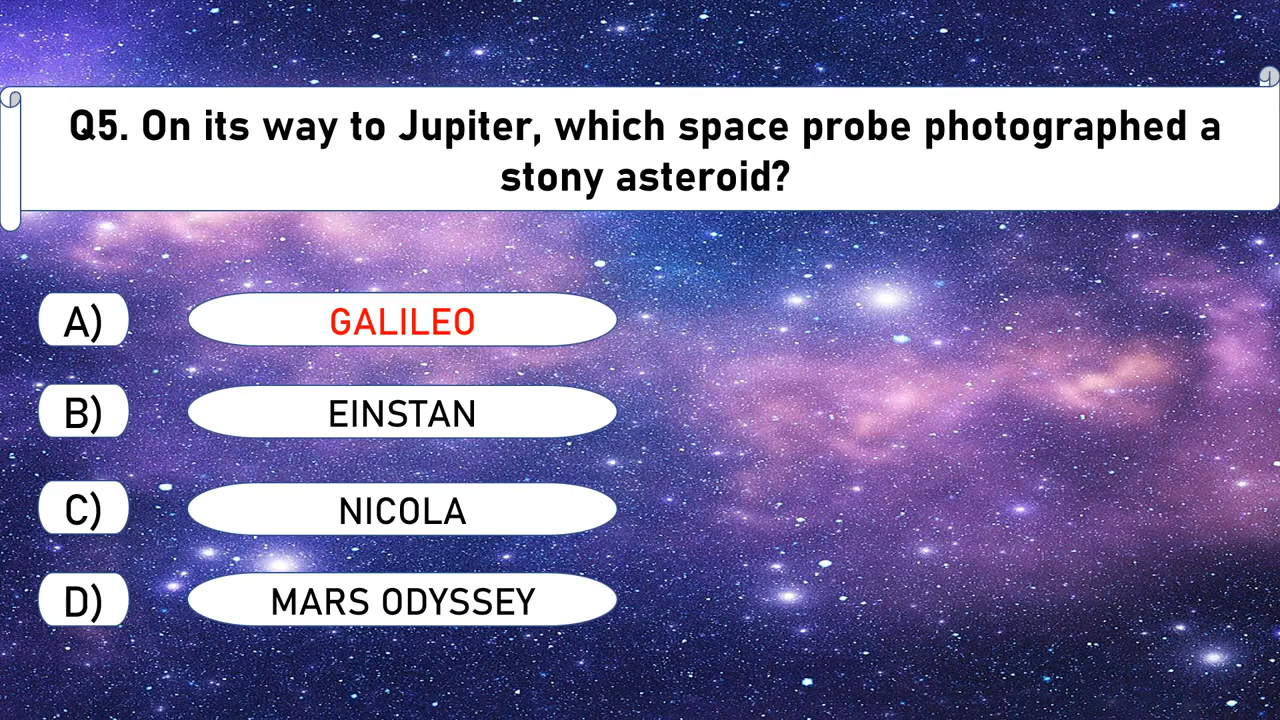 Q5. On its way to Jupiter, which space probe photographed a
stony asteroid?
A) GALILEO
B) EINSTAN
C) NICOLA
D) MARS ODYSSEY